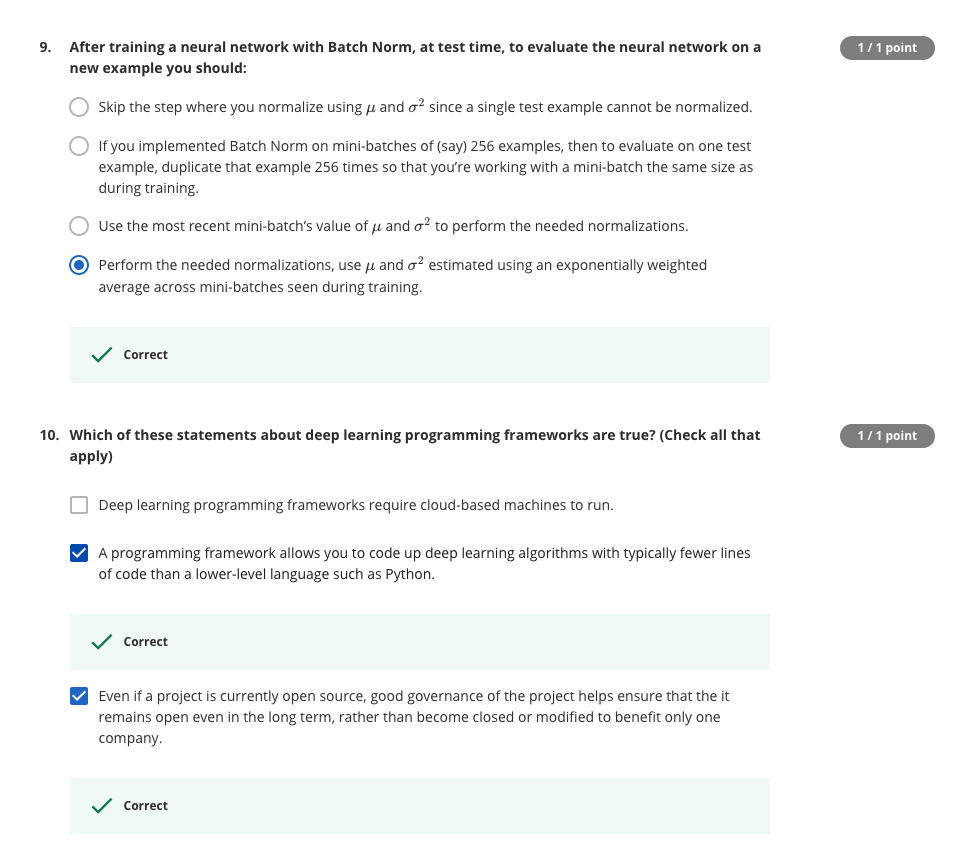 9. After training a neural network with Batch Norm, at test time, to evaluate the neural network on a
new example you should:
1 / 1 point
Skip the step where you normalize using μ and σ² since a single test example cannot be normalized.
If you implemented Batch Norm on mini-batches of (say) 256 examples, then to evaluate on one test
example, duplicate that example 256 times so that you’re working with a mini-batch the same size as
during training.
Use the most recent mini-batch’s value of μ and σ² to perform the needed normalizations.
Perform the needed normalizations, use μ and σ² estimated using an exponentially weighted
average across mini-batches seen during training.
Correct
10. Which of these statements about deep learning programming frameworks are true? (Check all that
apply)
1 / 1 point
Deep learning programming frameworks require cloud-based machines to run.
A programming framework allows you to code up deep learning algorithms with typically fewer lines
of code than a lower-level language such as Python.
Correct
Even if a project is currently open source, good governance of the project helps ensure that the it
remains open even in the long term, rather than become closed or modified to benefit only one
company.
Correct